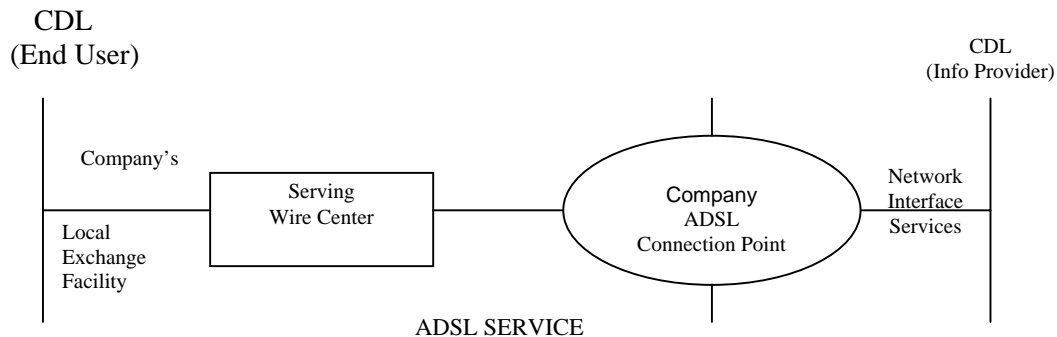 CDL
(End User)
CDL
(Info Provider)
Company's
Local
Exchange
Facility
Serving
Wire Center
Company
ADSL
Connection Point
Network
Interface
Services
ADSL SERVICE